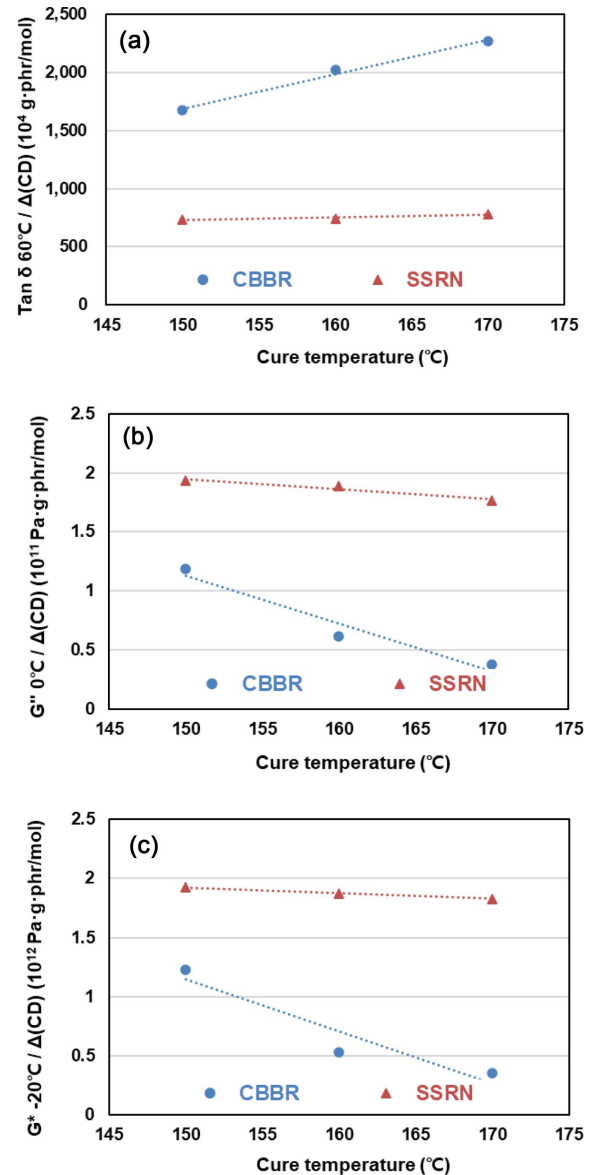 (a)
Tan δ 60℃ / Δ(CD) (10⁴ g·phr/mol)
2,500
2,000
1,500
1,000
500
0
CBBR SSRN
145 150 155 160 165 170 175
Cure temperature (℃)
(b)
G'' 0℃ / Δ(CD) (10¹¹ Pa·g·phr/mol)
2.5
2
1.5
1
0.5
0
CBBR SSRN
145 150 155 160 165 170 175
Cure temperature (℃)
(c)
G* -20℃ / Δ(CD) (10¹² Pa·g·phr/mol)
2.5
2
1.5
1
0.5
0
CBBR SSRN
145 150 155 160 165 170 175
Cure temperature (℃)